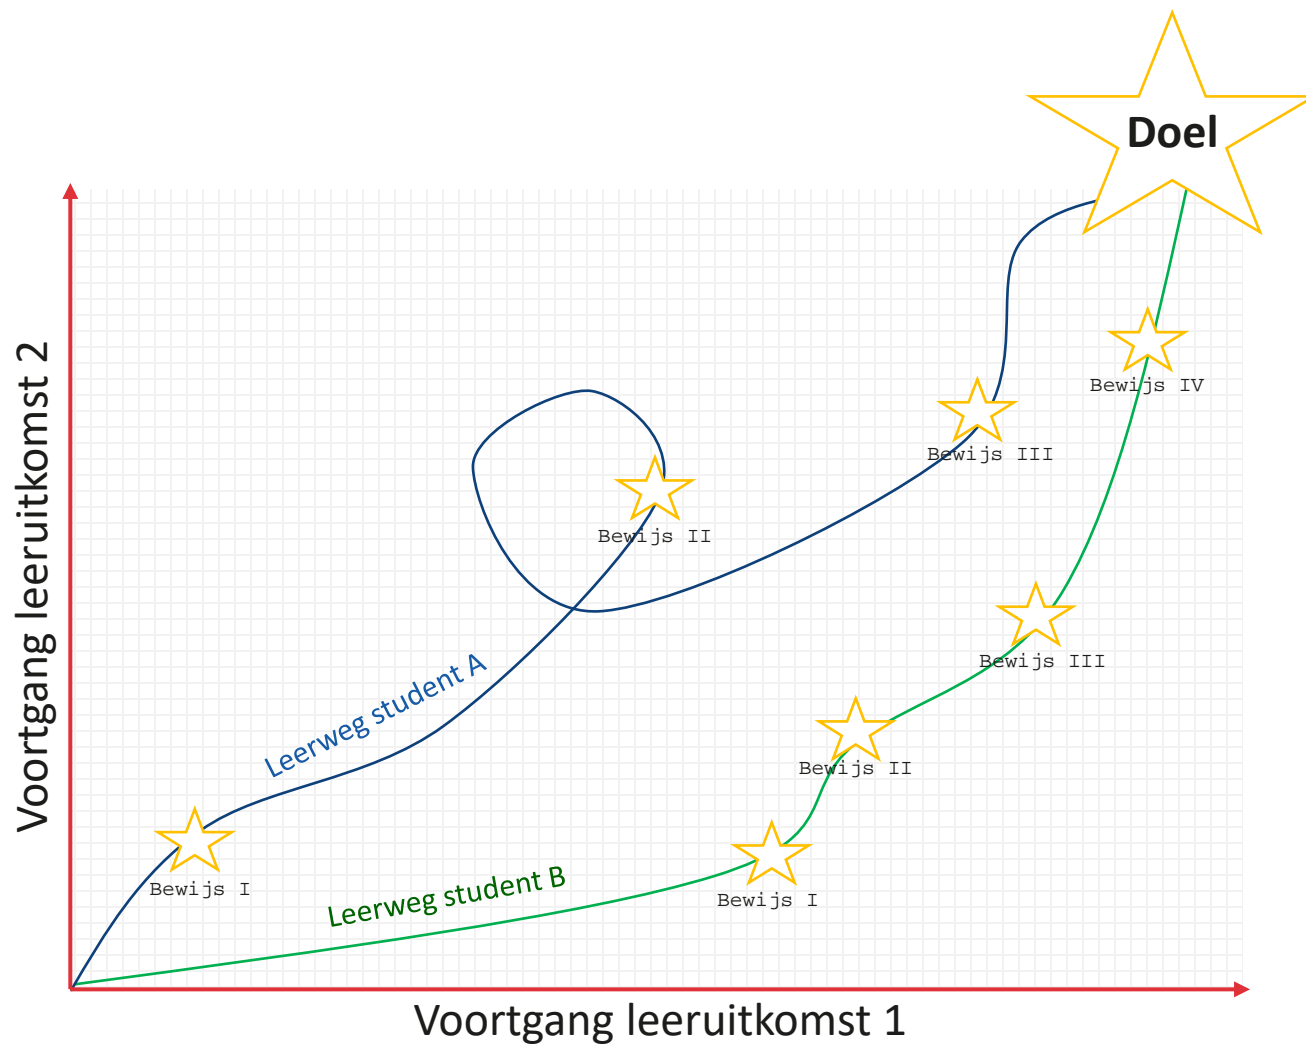 Doel
Bewijs IV
Bewijs III
Bewijs II
Bewijs III
Leerweg student A
Bewijs II
Bewijs I
Leerweg student B
Bewijs I
Voortgang leeruitkomst 2
Voortgang leeruitkomst 1